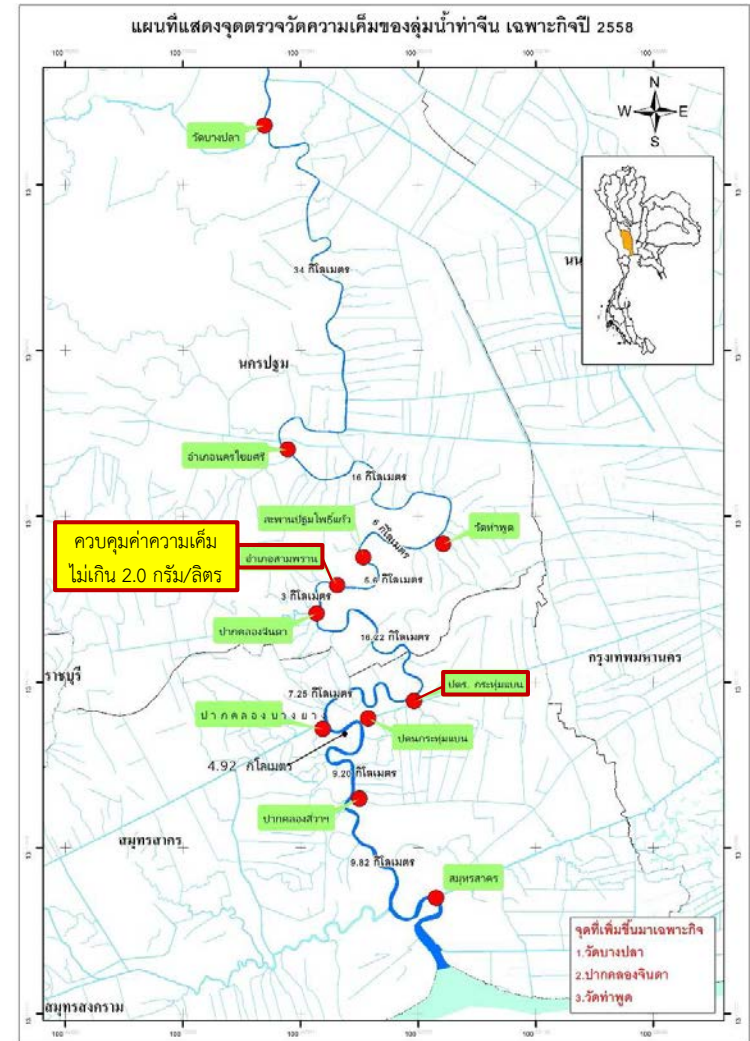 แผนที่แสดงจุดตรวจวัดความเค็มของลุ่มน้ำท่าจีน เฉพาะกิจปี 2558
N
W E
S
วัดบางปลา
34 กิโลเมตร
นครปฐม
อำเภอนครไชยศรี
16 กิโลเมตร
สะพานปฐมโพธิ์แก้ว
6 กิโลเมตร
วัดท่าพูด
ควบคุมค่าความเค็ม
ไม่เกิน 2.0 กรัม/ลิตร
อำเภอสามพราน
5.6 กิโลเมตร
3 กิโลเมตร
ปากคลองจินดา
16.22 กิโลเมตร
กรุงเทพมหานคร
ราชบุรี
ปตร. กระทุ่มแบน
7.25 กิโลเมตร
ปากคลองบางยาง
ปตนกระทุ่มแบน
4.92 กิโลเมตร
9.20 กิโลเมตร
ปากคลองสี่วาฯ
สมุทรสาคร
9.82 กิโลเมตร
สมุทรสาคร
จุดที่เพิ่มขึ้นมาเฉพาะกิจ
1.วัดบางปลา
2.ปากคลองจินดา
3.วัดท่าพูด
สมุทรสงคราม